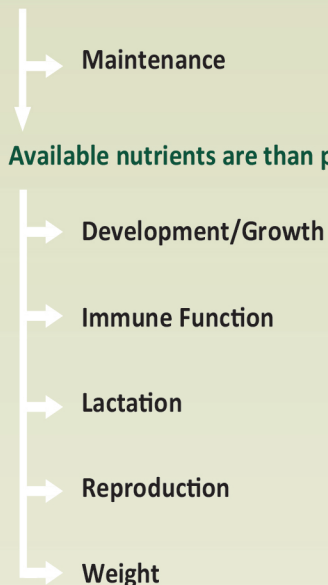 Maintenance
Available nutrients are than p
Development/Growth
Immune Function
Lactation
Reproduction
Weight